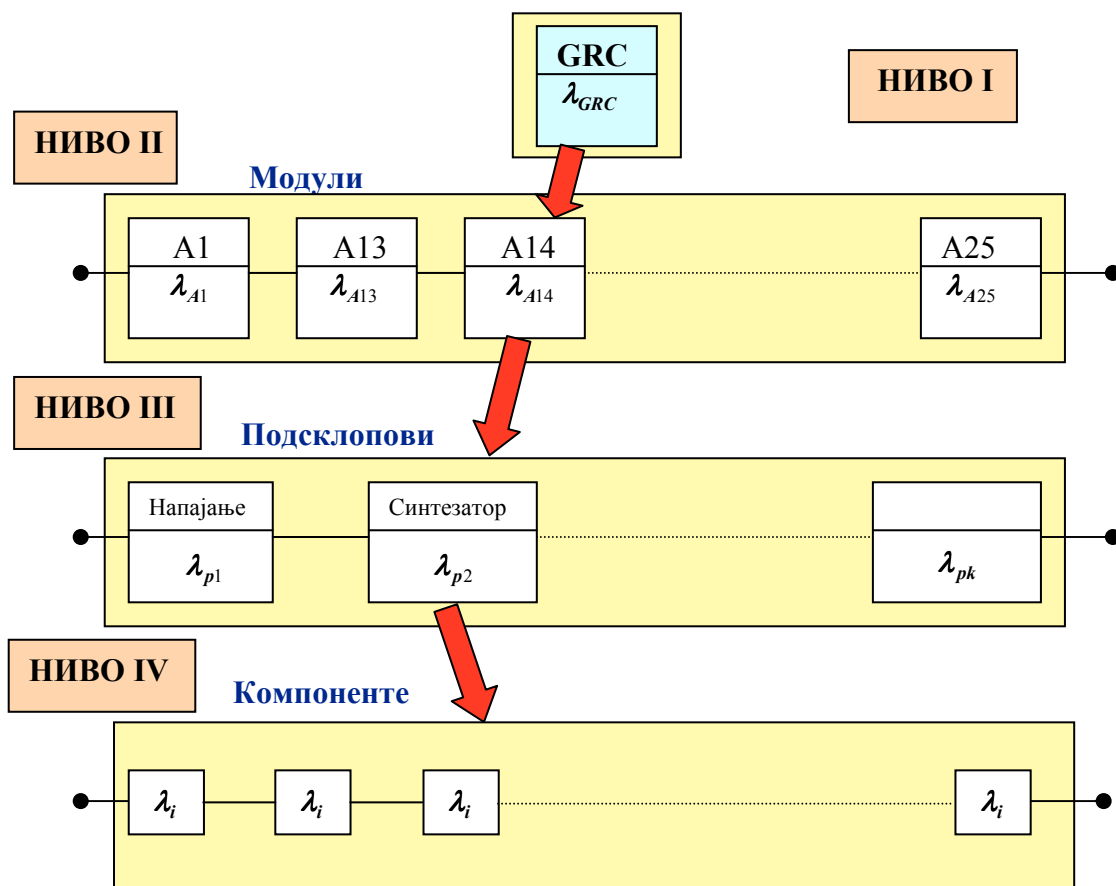 GRC
λGRC
НИВО I
НИВО II
Модули
A1
λA1
A13
λA13
A14
λA14
A25
λA25
НИВО III
Подсклопови
Напајање
λp1
Синтезатор
λp2
λpk
НИВО IV
Компоненте
λi
λi
λi
λi